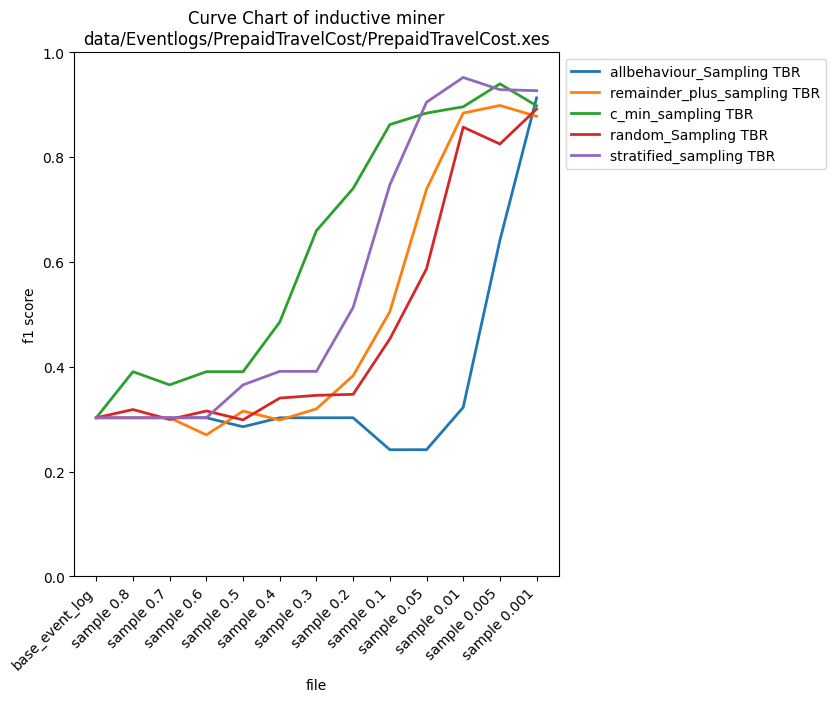 Curve Chart of inductive miner
data/Eventlogs/PrepaidTravelCost/PrepaidTravelCost.xes
1.0
0.8
0.6
0.4
0.2
0.0
f1 score
base_event_log
sample 0.8
sample 0.7
sample 0.6
sample 0.5
sample 0.4
sample 0.3
sample 0.2
sample 0.1
sample 0.05
sample 0.01
sample 0.005
sample 0.001
file
allbehaviour_Sampling TBR
remainder_plus_sampling TBR
c_min_sampling TBR
random_Sampling TBR
stratified_sampling TBR